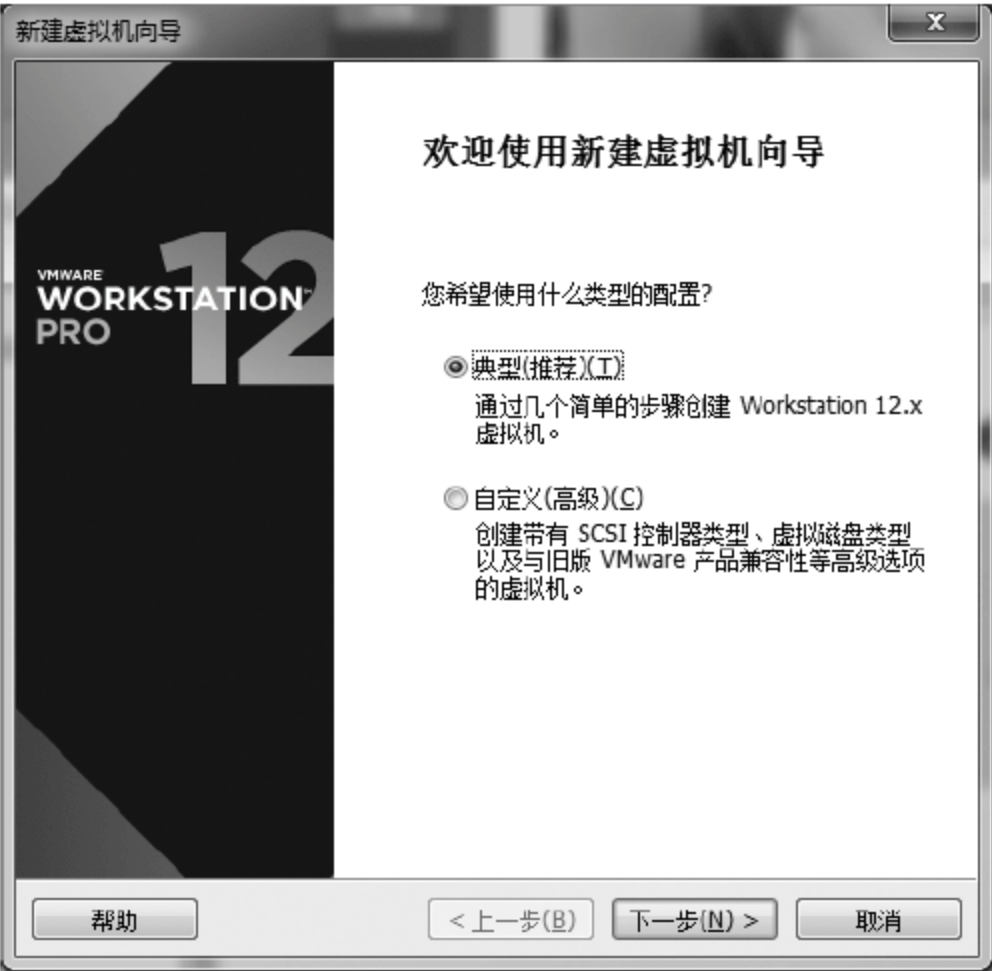 新建虚拟机向导
X
VMWARE
WORKSTATION™
PRO
12
欢迎使用新建虚拟机向导
您希望使用什么类型的配置?
典型(推荐)(T)
通过几个简单的步骤创建 Workstation 12.x
虚拟机。
自定义(高级)(C)
创建带有 SCSI 控制器类型、虚拟磁盘类型
以及与旧版 VMware 产品兼容性等高级选项
的虚拟机。
帮助
< 上一步(B)
下一步(N) >
取消